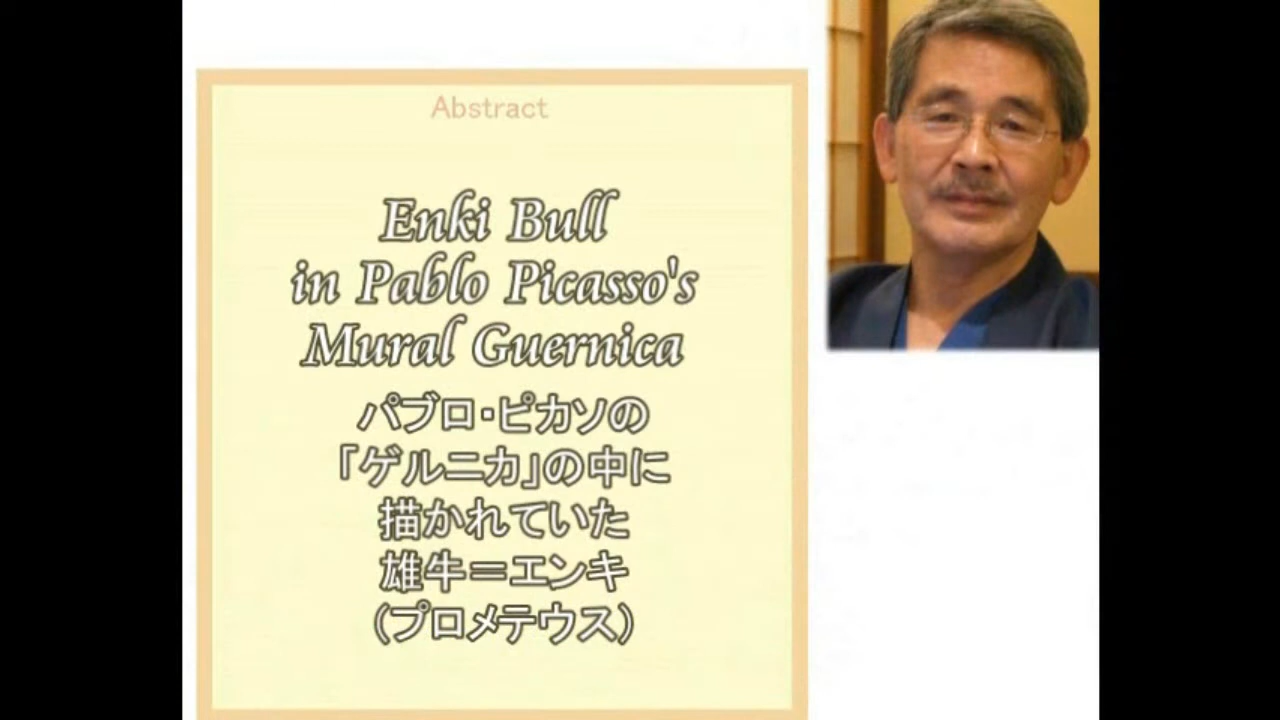 Abstract
Enki Bull
in Pablo Picasso's
Mural Guernica
パブロ・ピカソの
「ゲルニカ」の中に
描かれていた
雄牛＝エンキ
（プロメテウス）